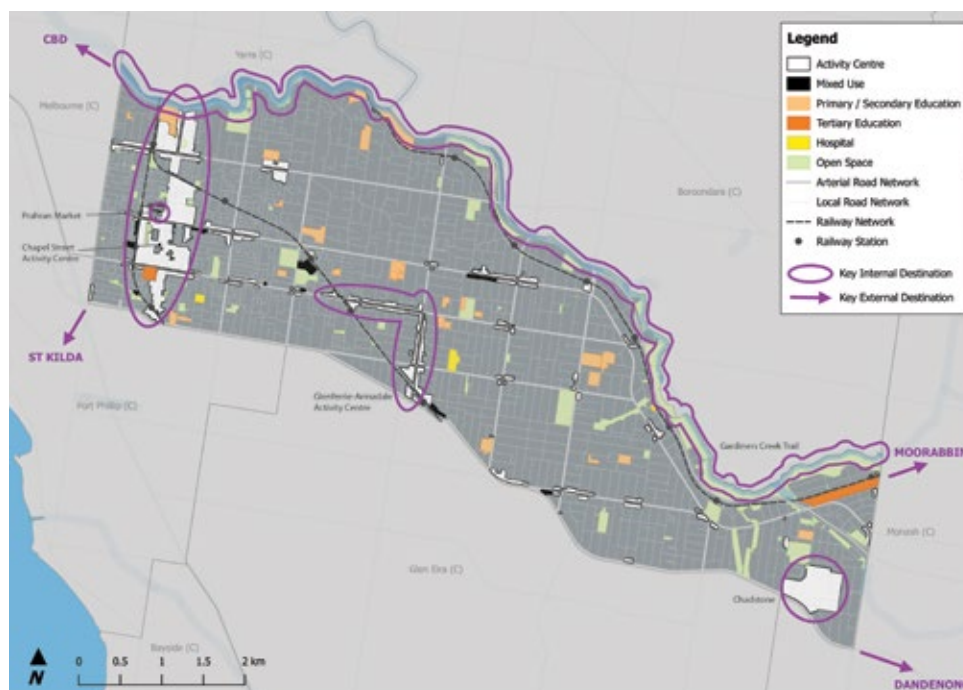 CBD
Yarra (C)
Melbourne (C)
Legend
Activity Centre
Mixed Use
Primary / Secondary Education
Tertiary Education
Hospital
Open Space
Arterial Road Network
Local Road Network
Railway Network
Railway Station
Key Internal Destination
Key External Destination
Boroondara (C)
Prahran Market
Chapel Street
Activity Centre
ST KILDA
Port Phillip (C)
Glenferrie-Armadale
Activity Centre
Gardiners Creek Trail
MOORABBIN
Monash (C)
Glen Eira (C)
Chadstone
Bayside (C)
N
0 0.5 1 1.5 2 km
DANDENONG